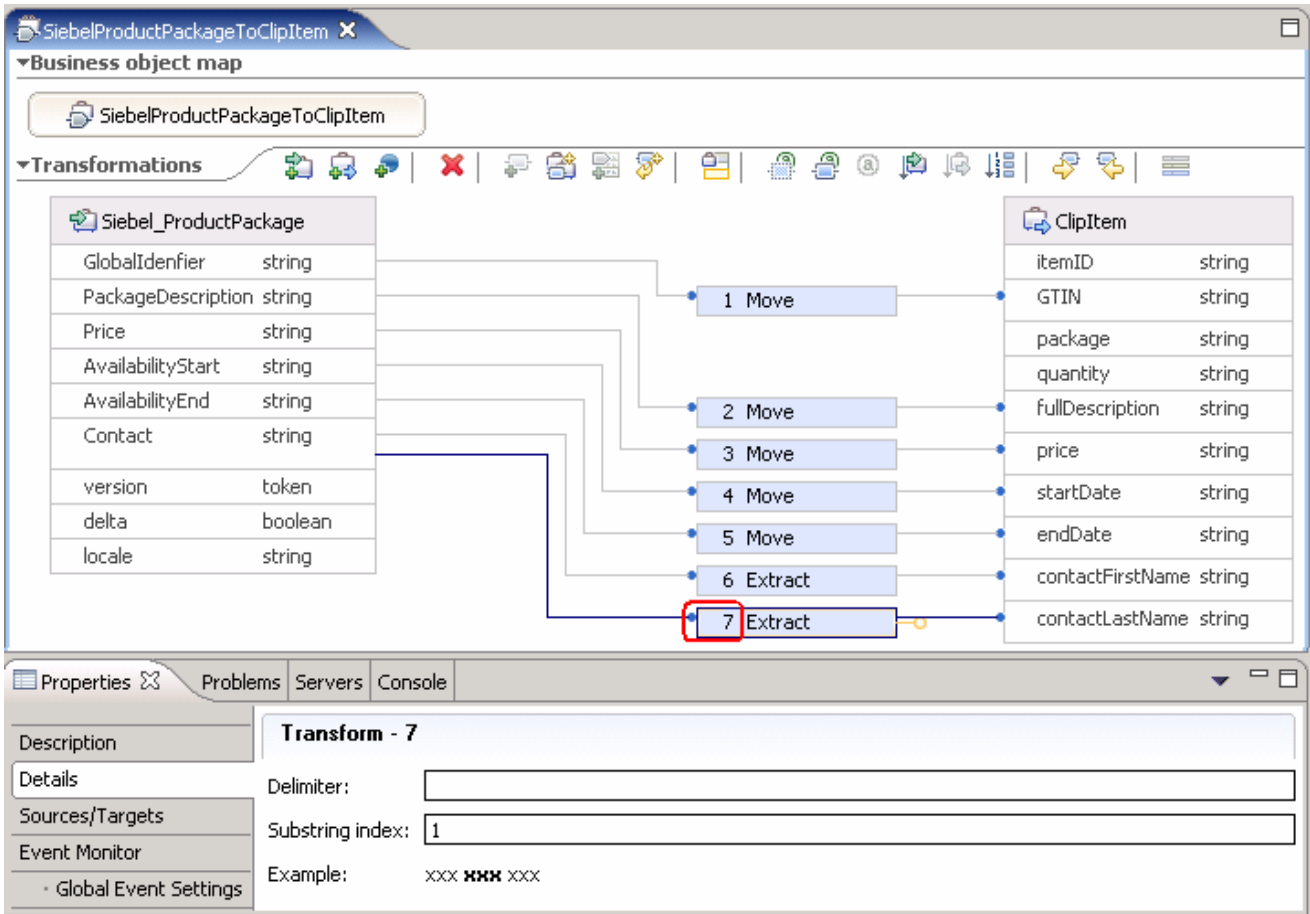 SiebelProductPackageToClipItem
Business object map
SiebelProductPackageToClipItem
Transformations
Siebel_ProductPackage
GlobalIdenfier string
PackageDescription string
Price string
AvailabilityStart string
AvailabilityEnd string
Contact string
version token
delta boolean
locale string
1 Move
2 Move
3 Move
4 Move
5 Move
6 Extract
7 Extract
ClipItem
itemID string
GTIN string
package string
quantity string
fullDescription string
price string
startDate string
endDate string
contactFirstName string
contactLastName string
Properties Problems Servers Console
Description
Details
Sources/Targets
Event Monitor
Global Event Settings
Transform - 7
Delimiter:
Substring index: 1
Example: xxx xxx xxx